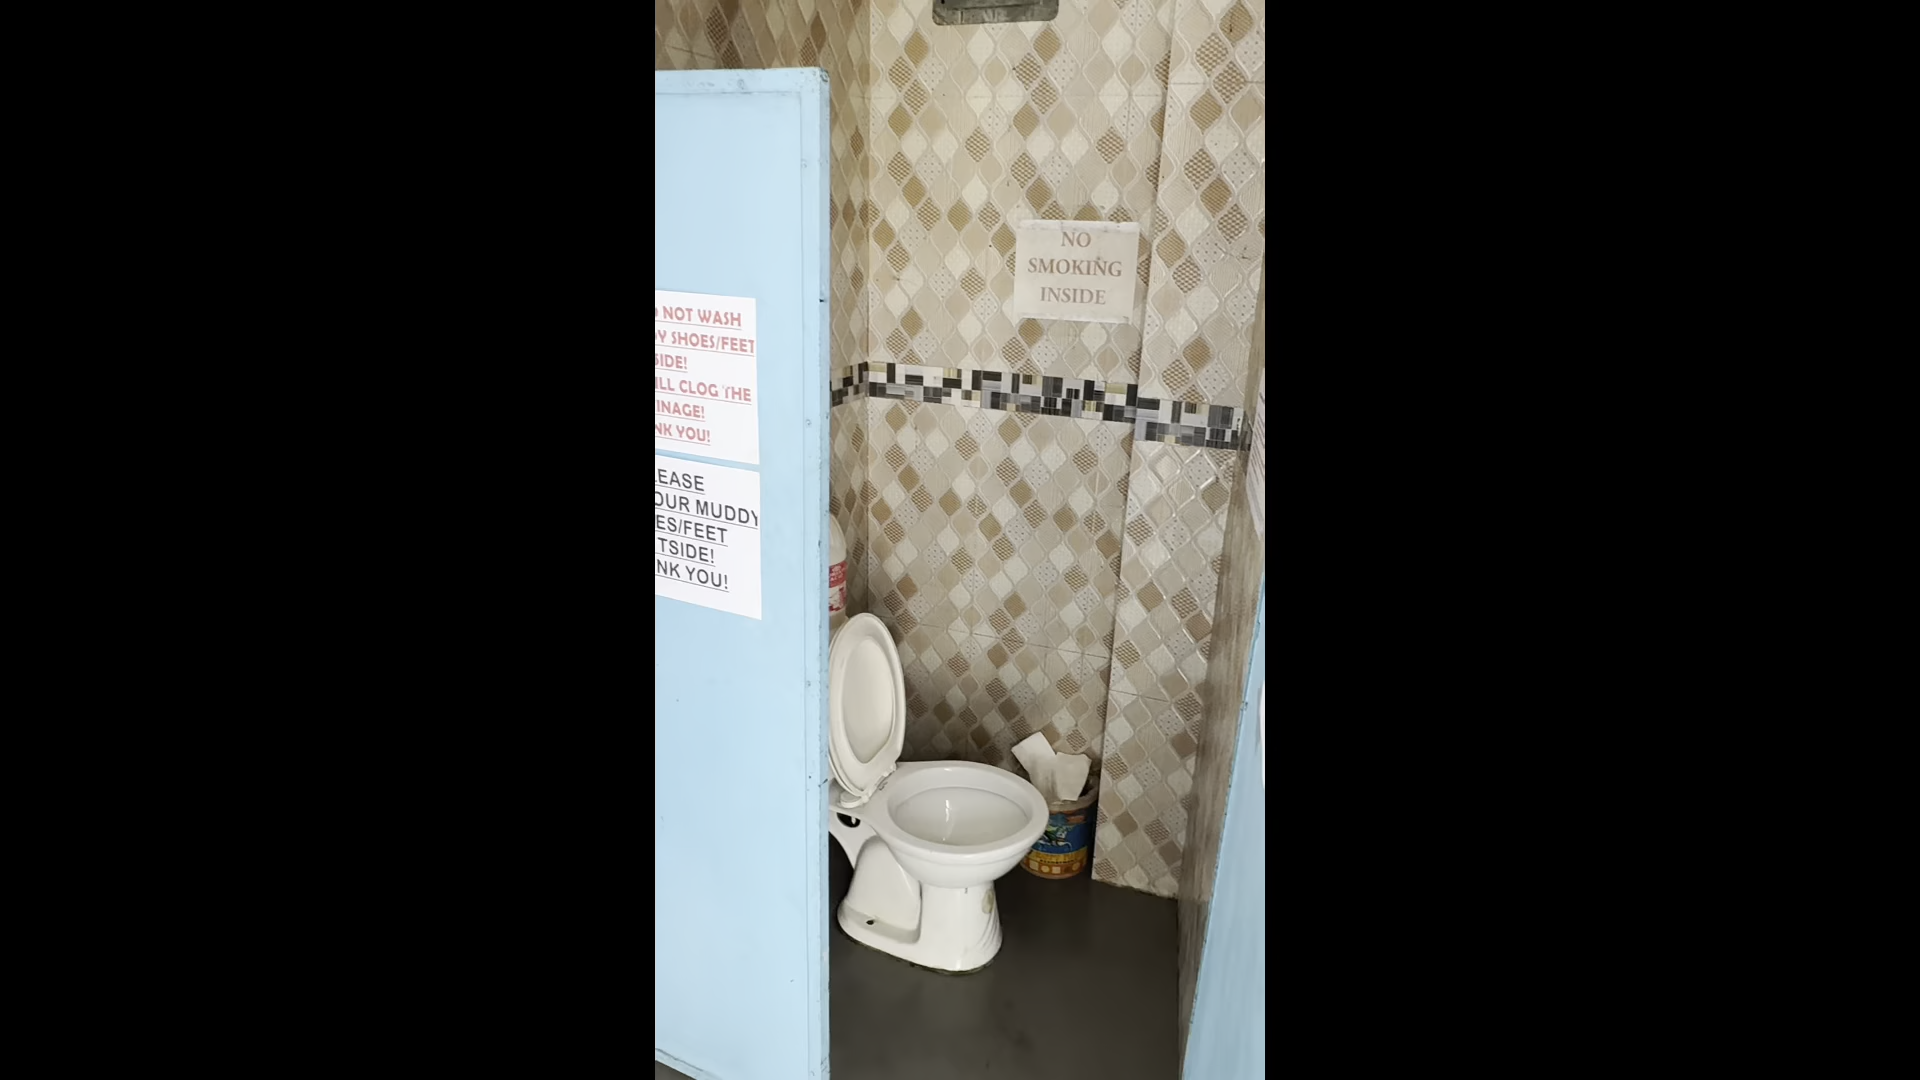 NOT WASH
Y SHOES/FEET
SIDE!
ILL CLOG THE
INAGE!
NK YOU!
LEASE
OUR MUDDY
ES/FEET
TSIDE!
NK YOU!
NO
SMOKING
INSIDE